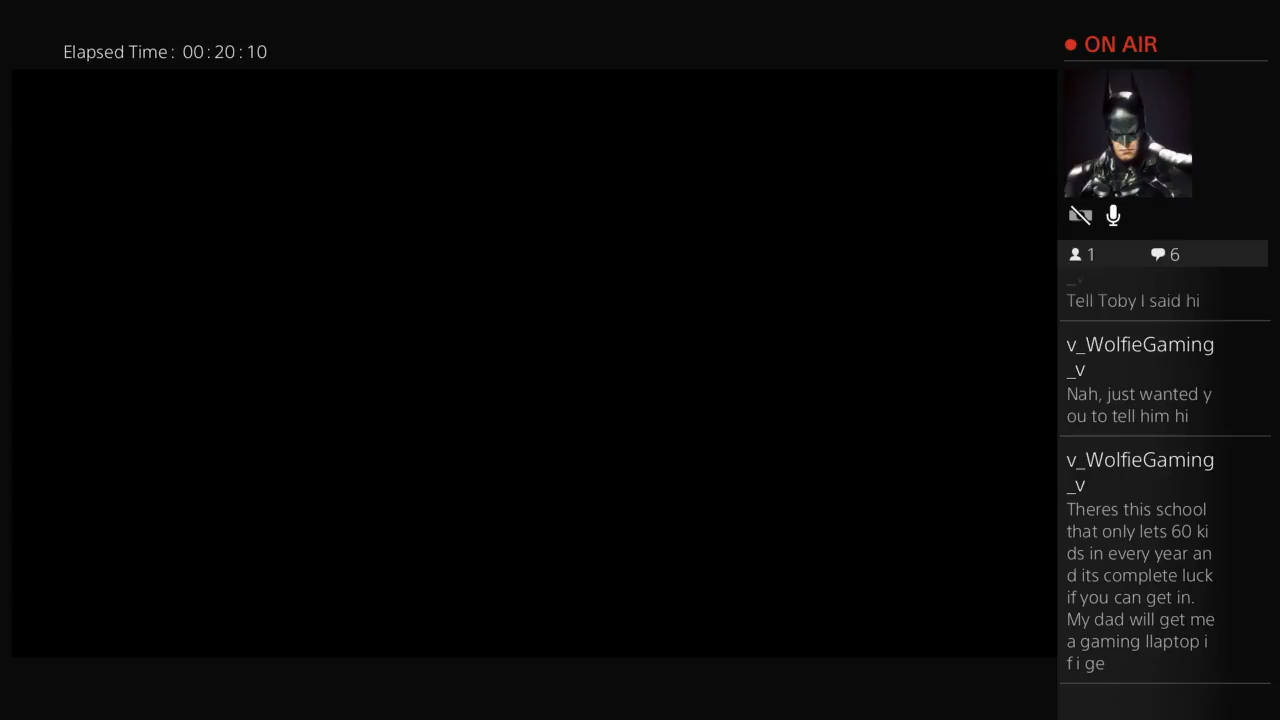 Elapsed Time: 00:20:10
ON AIR
1 6
_v
Tell Toby I said hi
v_WolfieGaming
_v
Nah, just wanted y
ou to tell him hi
v_WolfieGaming
_v
Theres this school
that only lets 60 ki
ds in every year an
d its complete luck
if you can get in.
My dad will get me
a gaming llaptop i
f i ge